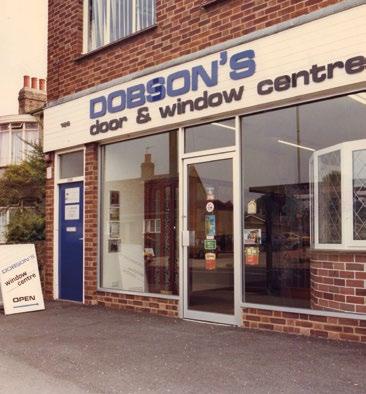 DOBSON'S
door & window centre
DOBSON'S
window
centre
OPEN